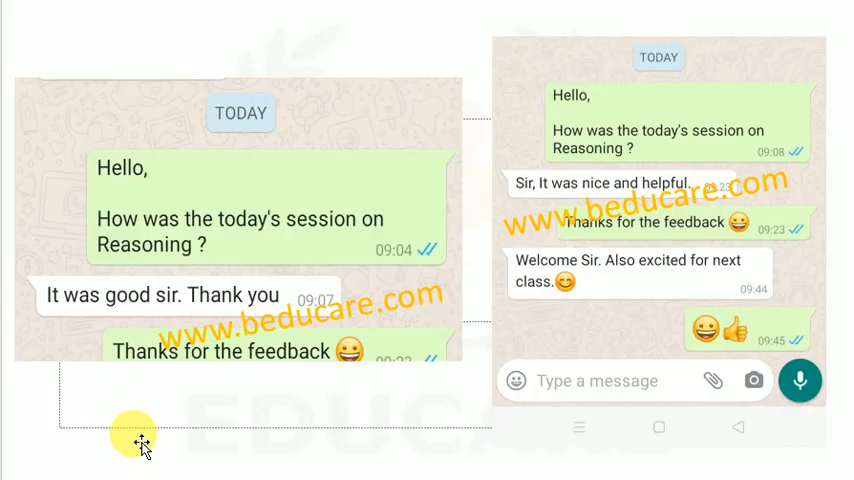 TODAY
Hello,
How was the today's session on
Reasoning ?
09:04
It was good sir. Thank you
09:07
www.beducare.com
Thanks for the feedback 😀
TODAY
Hello,
How was the today's session on
Reasoning ?
09:08
Sir, It was nice and helpful.
09:23
www.beducare.com
Thanks for the feedback 😀
09:23
Welcome Sir. Also excited for next
class.😊
09:44
😀👍
09:45
Type a message
EDUCARE